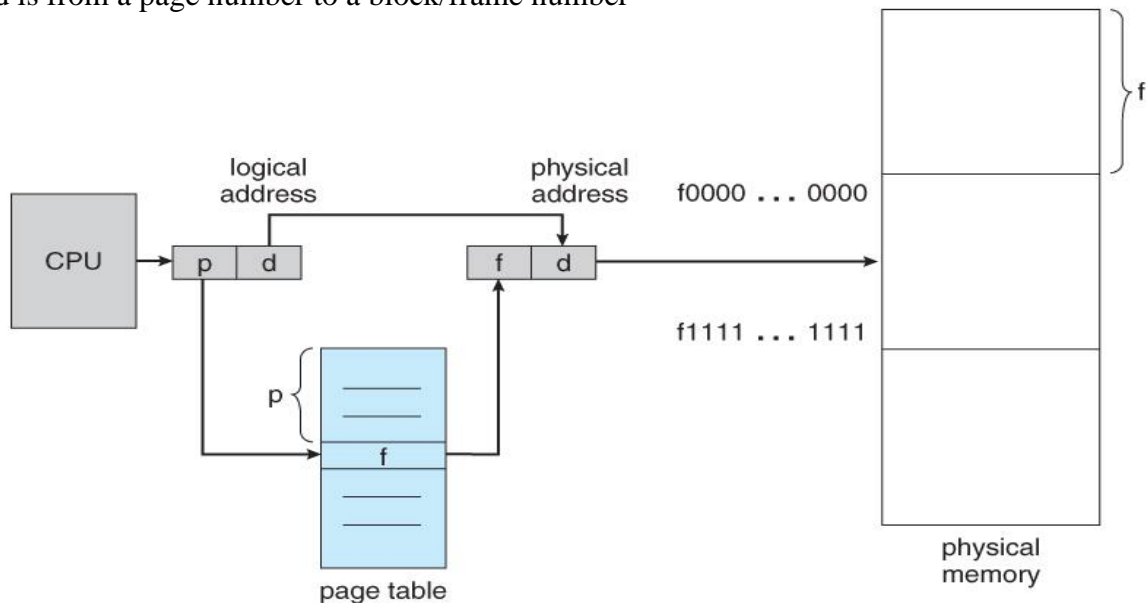 d is from a page number to a block/frame number
f
logical
address
physical
address
f0000 ... 0000
CPU
p d
f d
f1111 ... 1111
p
f
page table
physical
memory